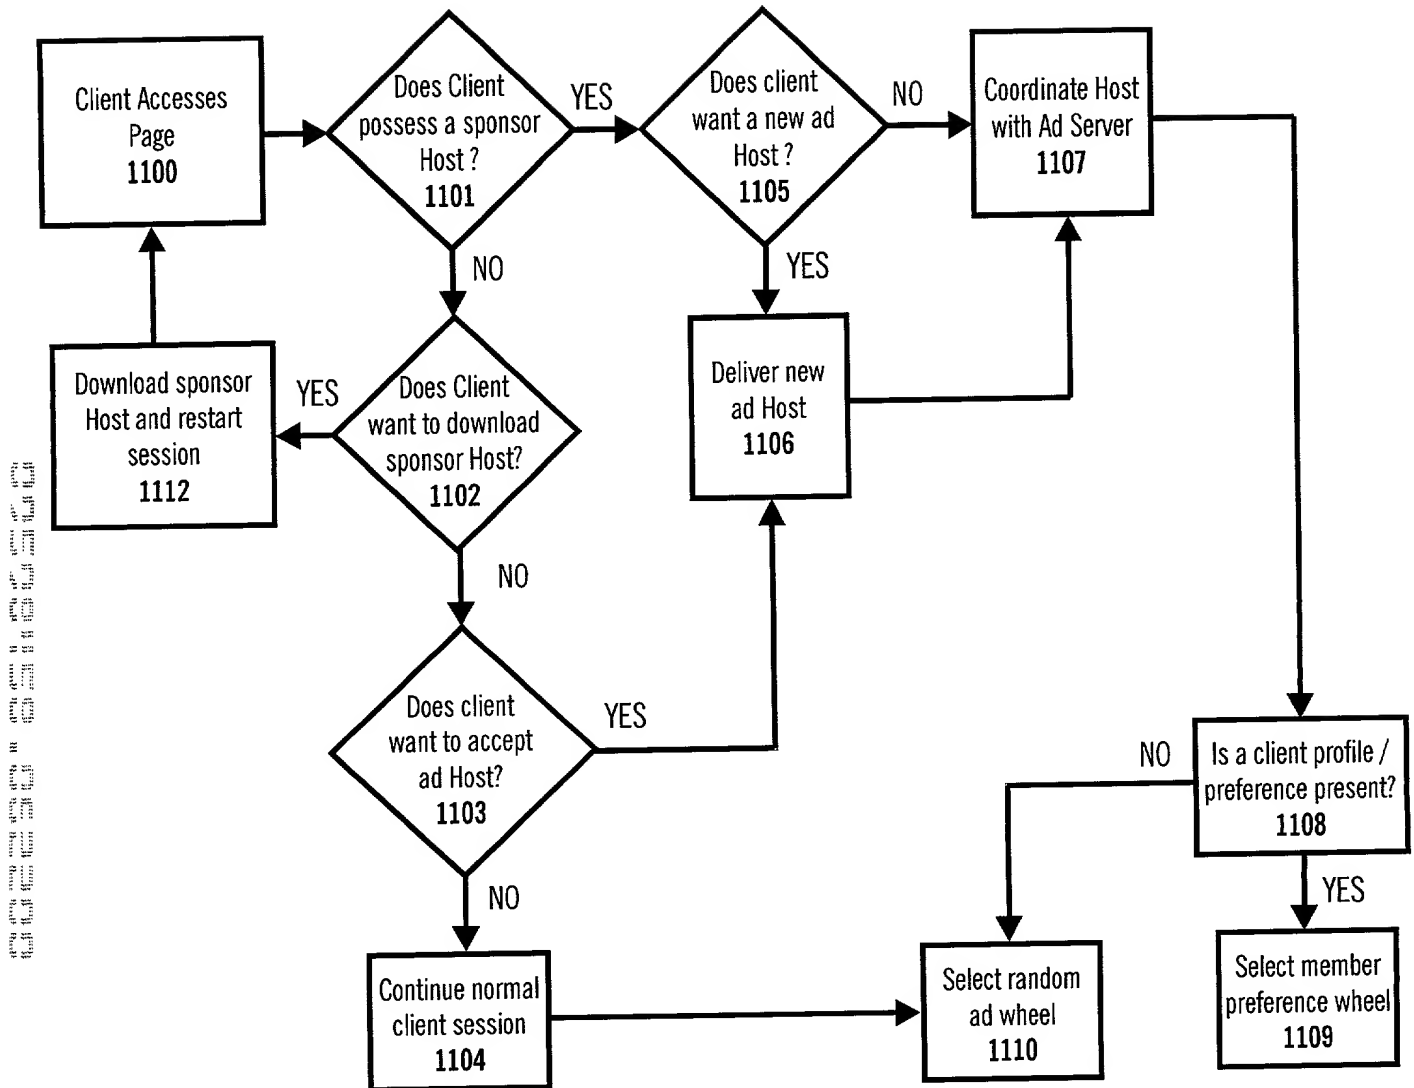 Client Accesses
Page
1100
Does Client
possess a sponsor
Host ?
1101
YES
NO
Does client
want a new ad
Host ?
1105
NO
YES
Coordinate Host
with Ad Server
1107
Download sponsor
Host and restart
session
1112
YES
Does Client
want to download
sponsor Host?
1102
NO
Deliver new
ad Host
1106
Does client
want to accept
ad Host?
1103
YES
NO
Is a client profile /
preference present?
1108
NO
YES
Continue normal
client session
1104
Select random
ad wheel
1110
Select member
preference wheel
1109